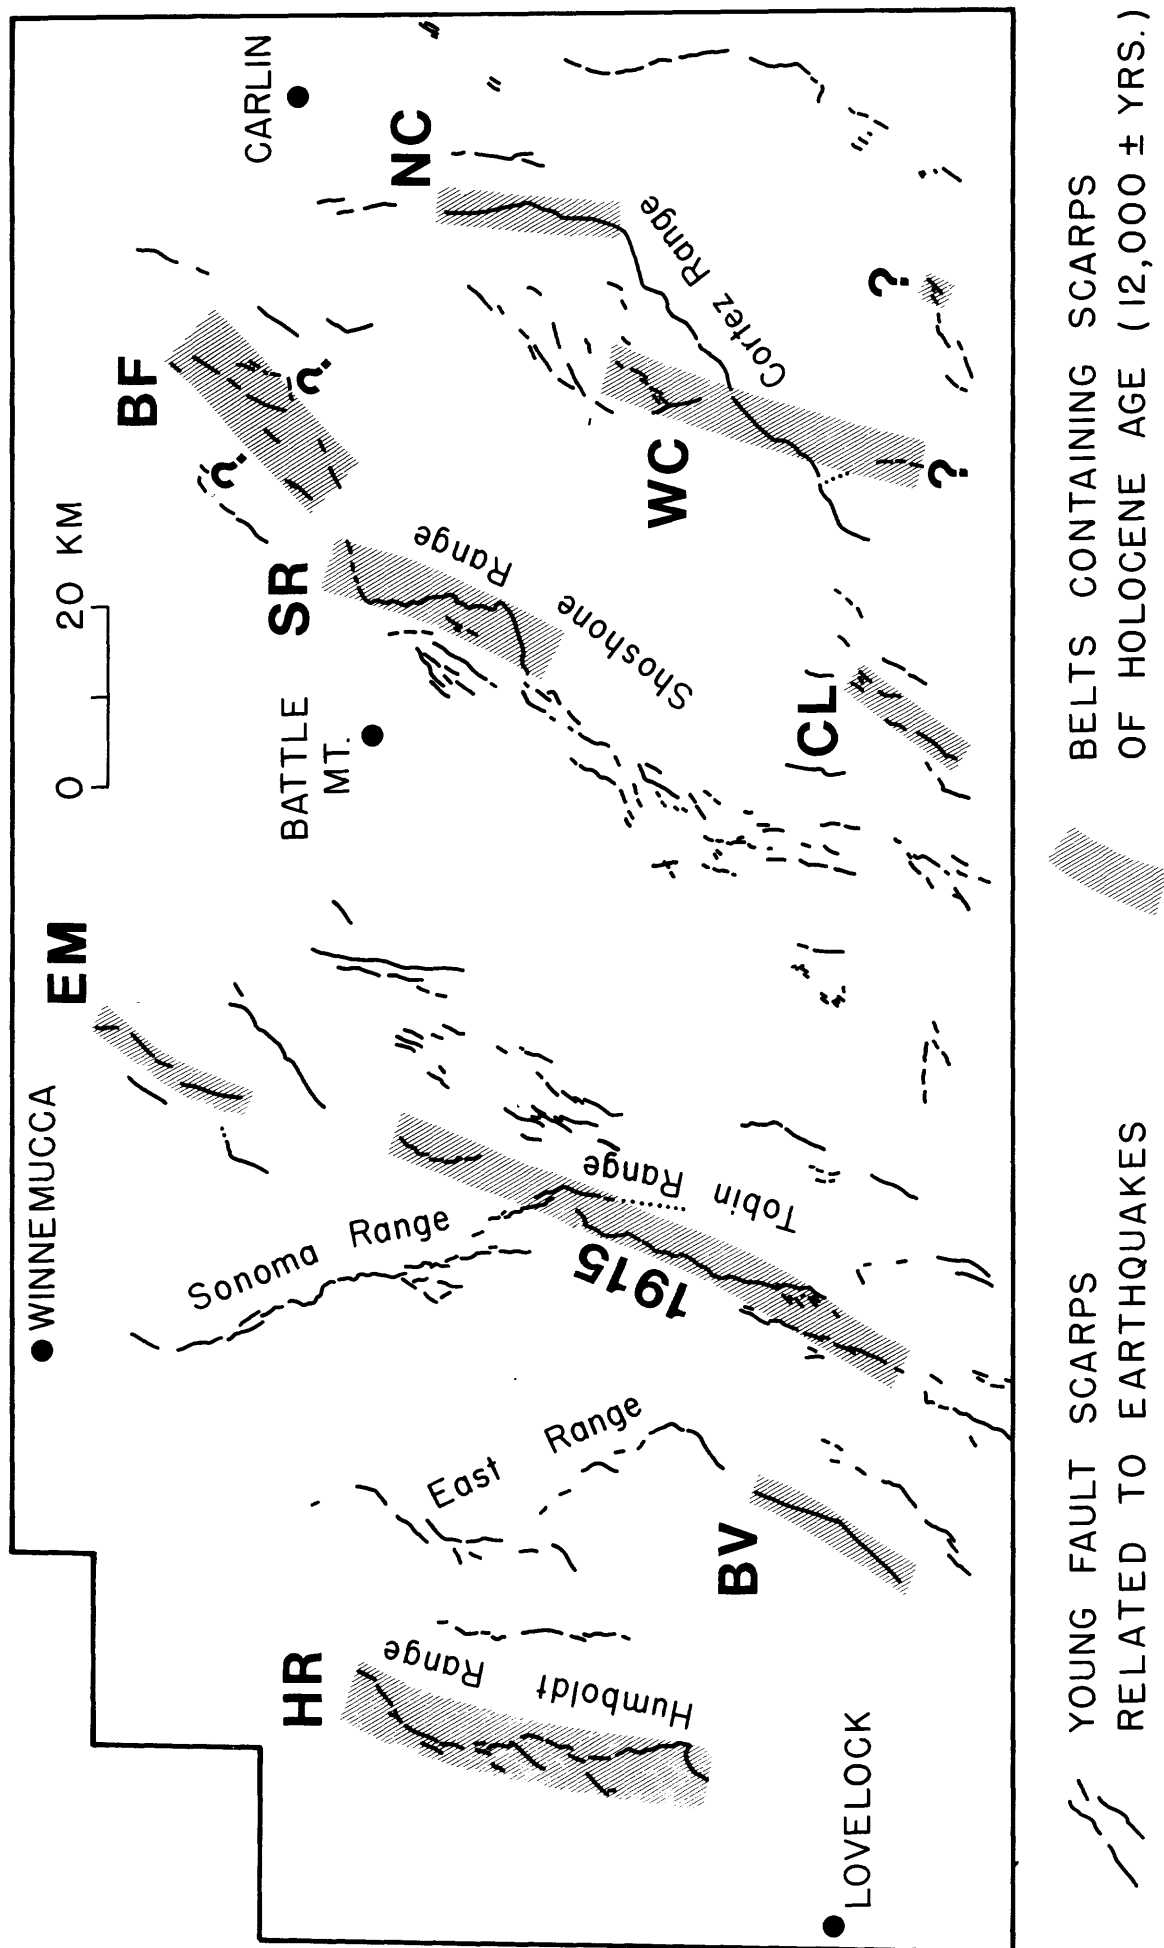 WINNEMUCCA
EM
0 20 KM
BF
CARLIN
BATTLE
MT.
SR
?
?
NC
HR
Sonoma Range
Humboldt Range
East Range
1915
Tobin Range
Shoshone Range
WC
Cortez Range
BV
CL
?
?
LOVELOCK
YOUNG FAULT SCARPS
RELATED TO EARTHQUAKES
BELTS CONTAINING SCARPS
OF HOLOCENE AGE (12,000 ± YRS.)